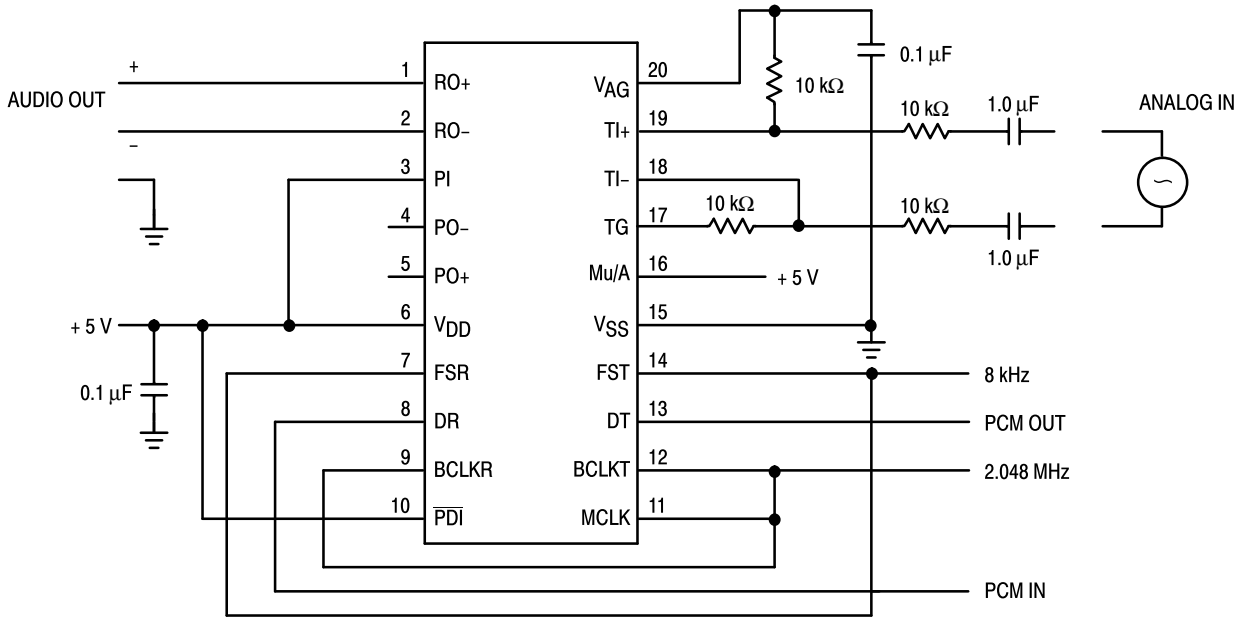 AUDIO OUT
+
−
+ 5 V
0.1 µF
1 RO+
2 RO−
3 PI
4 PO−
5 PO+
6 VDD
7 FSR
8 DR
9 BCLKR
10 PDI
20 VAG
19 TI+
18 TI−
17 TG
16 Mu/A
15 VSS
14 FST
13 DT
12 BCLKT
11 MCLK
10 kΩ
0.1 µF
10 kΩ
1.0 µF
ANALOG IN
10 kΩ
10 kΩ
1.0 µF
+ 5 V
8 kHz
PCM OUT
2.048 MHz
PCM IN